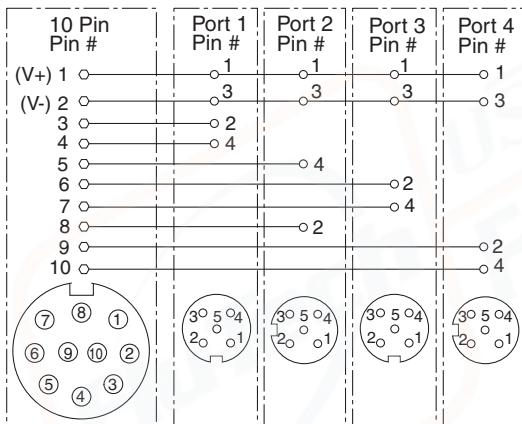 10 Pin Port 1 Port 2 Port 3 Port 4
Pin # Pin # Pin # Pin # Pin #
(V+) 1 1 1 1 1
(V-) 2 3 3 3 3
3 2
4 4
5 4
6 2
7 4
8 2
9 2
10 4
7 8 1
6 9 10 2
5 4 3
3 5 4
2 1
3 5 4
2 1
3 5 4
2 1
3 5 4
2 1